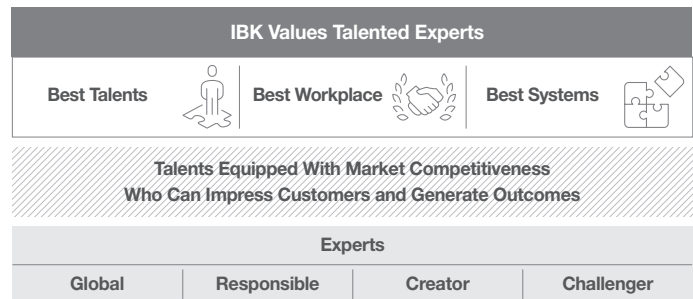 IBK Values Talented Experts
Best Talents
Best Workplace
Best Systems
Talents Equipped With Market Competitiveness
Who Can Impress Customers and Generate Outcomes
Experts
Global
Responsible
Creator
Challenger